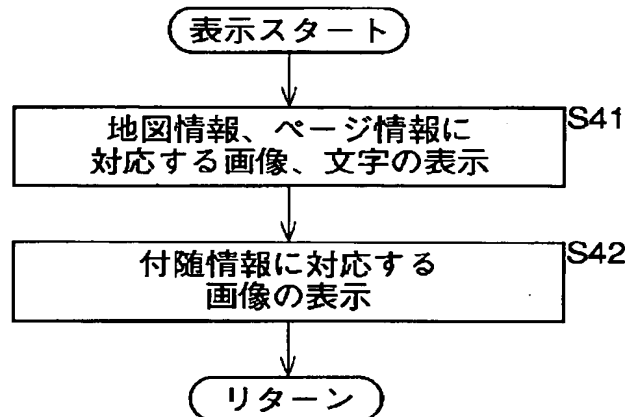 表示スタート
地図情報、ページ情報に
対応する画像、文字の表示
S41
付随情報に対応する
画像の表示
S42
リターン